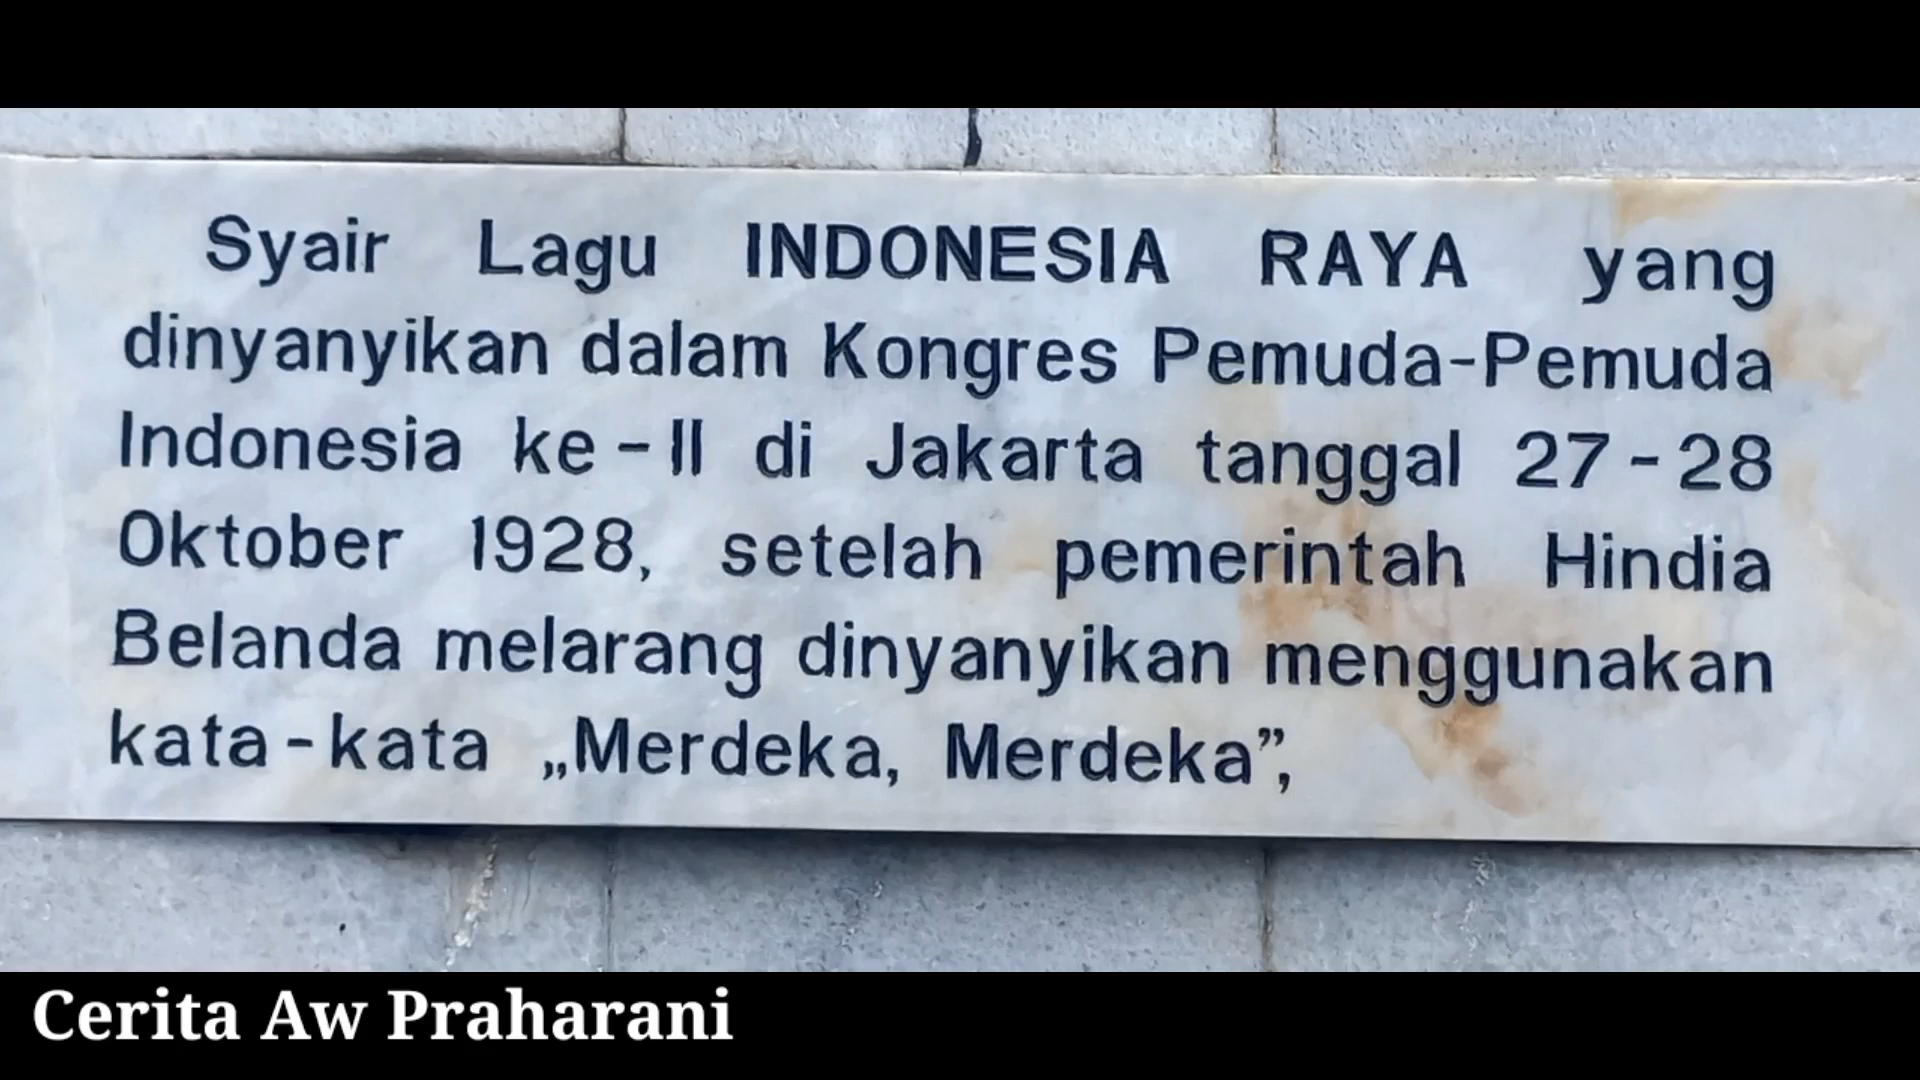 Syair Lagu INDONESIA RAYA yang
dinyanyikan dalam Kongres Pemuda-Pemuda
Indonesia ke-II di Jakarta tanggal 27-28
Oktober 1928, setelah pemerintah Hindia
Belanda melarang dinyanyikan menggunakan
kata-kata „Merdeka, Merdeka”,
Cerita Aw Praharani